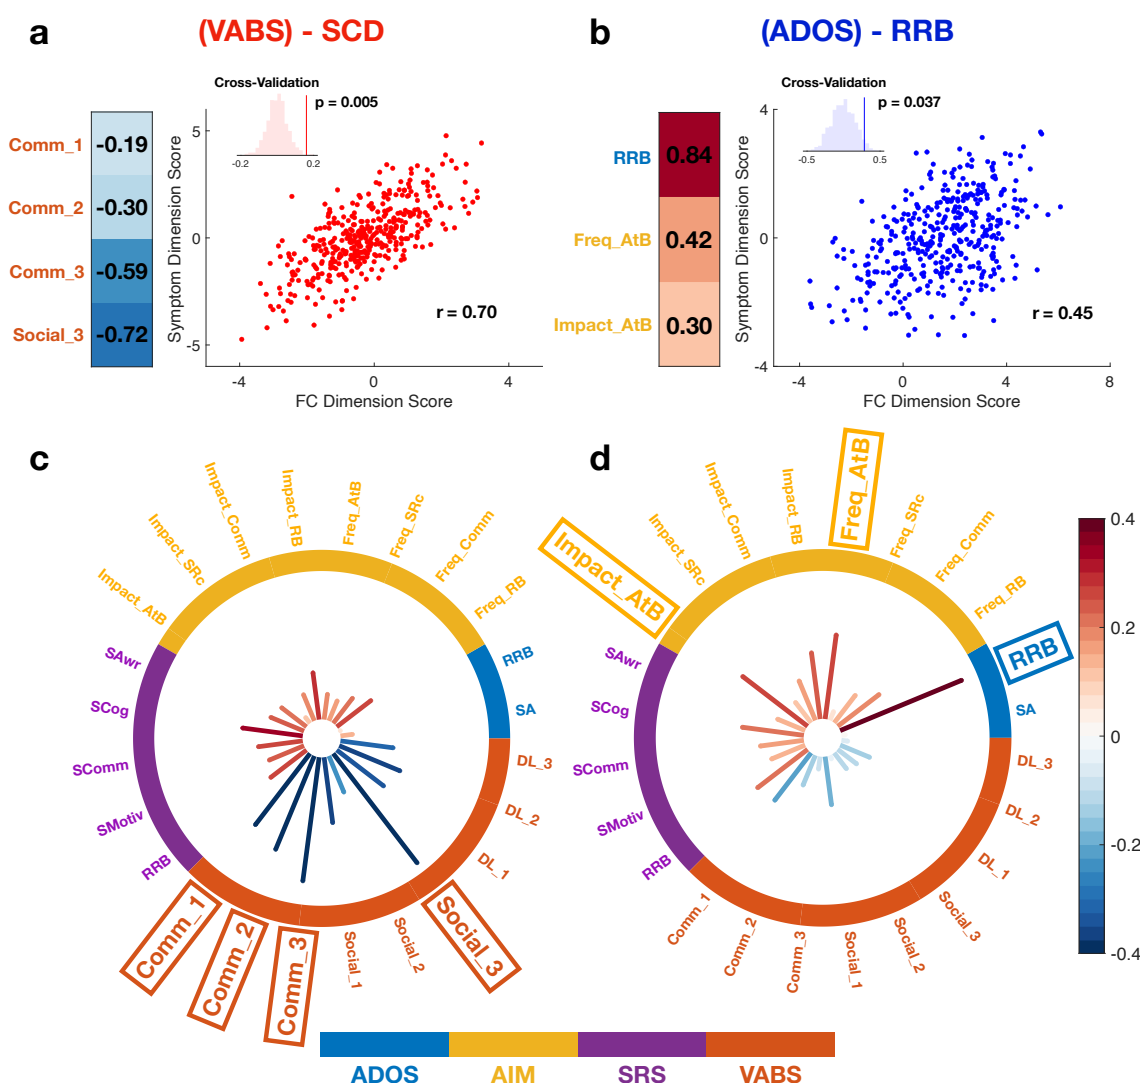 a
(VABS) - SCD
Cross-Validation
p = 0.005
-0.2
0.2
Comm_1
-0.19
Comm_2
-0.30
Comm_3
-0.59
Social_3
-0.72
Symptom Dimension Score
5
0
-5
r = 0.70
-4
0
4
FC Dimension Score
b
(ADOS) - RRB
Cross-Validation
p = 0.037
-0.5
0.5
RRB
0.84
Freq_AtB
0.42
Impact_AtB
0.30
Symptom Dimension Score
4
0
-4
r = 0.45
-4
0
4
8
FC Dimension Score
c
Impact_AtB
Impact_SRc
Impact_Comm
Impact_RB
Freq_AtB
Freq_SRc
Freq_Comm
Freq_RB
RRB
SA
DL_3
DL_2
DL_1
Social_3
Social_2
Social_1
Comm_3
Comm_2
Comm_1
RRB
SMotiv
SComm
SCog
SAwr
d
Impact_AtB
Impact_SRc
Impact_Comm
Impact_RB
Freq_AtB
Freq_SRc
Freq_Comm
Freq_RB
RRB
SA
DL_3
DL_2
DL_1
Social_3
Social_2
Social_1
Comm_3
Comm_2
Comm_1
RRB
SMotiv
SComm
SCog
SAwr
0.4
0.2
0
-0.2
-0.4
ADOS
AIM
SRS
VABS